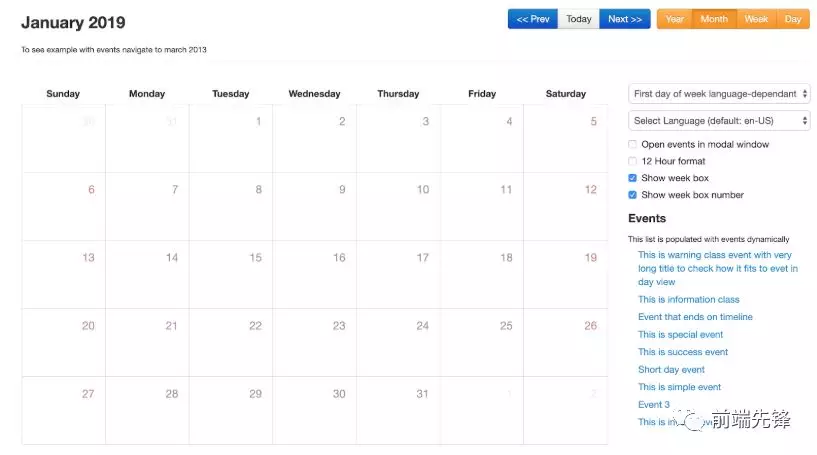 January 2019
<< Prev Today Next >> Year Month Week Day
To see example with events navigate to march 2013
Sunday Monday Tuesday Wednesday Thursday Friday Saturday
30 31 1 2 3 4 5
6 7 8 9 10 11 12
13 14 15 16 17 18 19
20 21 22 23 24 25 26
27 28 29 30 31 1 2
First day of week language-dependant
Select Language (default: en-US)
Open events in modal window
12 Hour format
Show week box
Show week box number
Events
This list is populated with events dynamically
This is warning class event with very
long title to check how it fits to evet in
day view
This is information class
Event that ends on timeline
This is special event
This is success event
Short day event
This is simple event
Event 3
This is
前端先锋